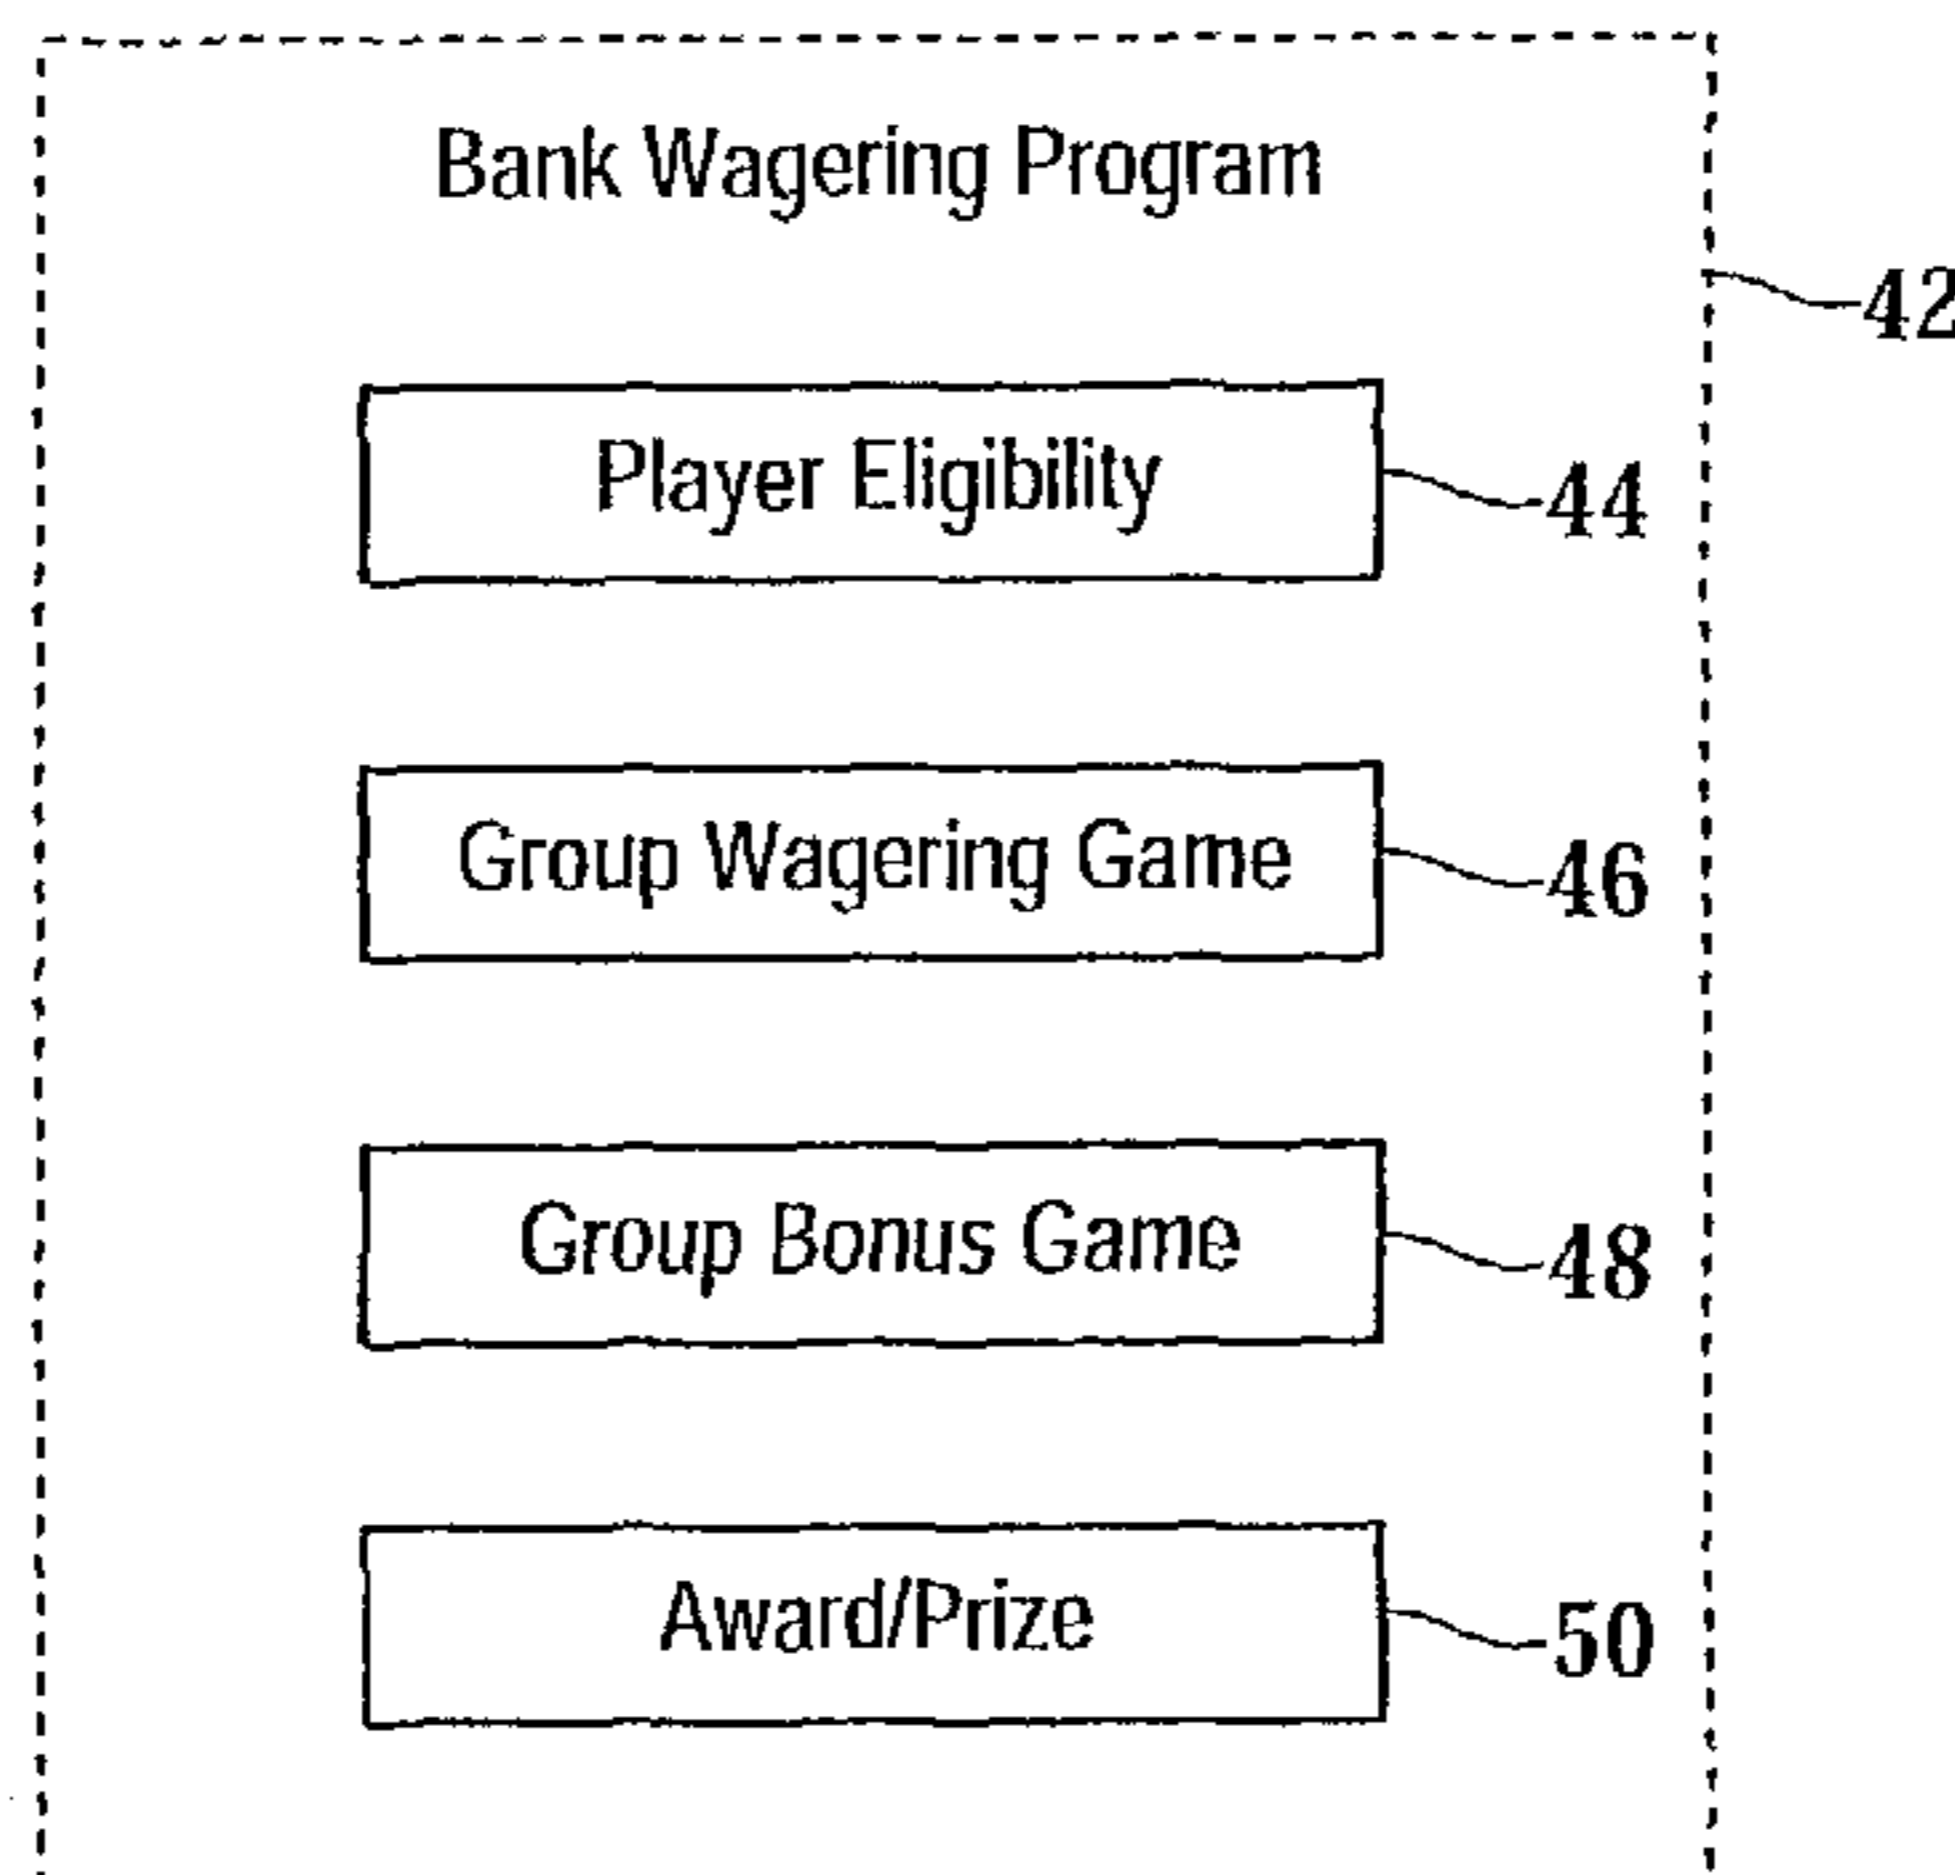 Bank Wagering Program
42
Player Eligibility
44
Group Wagering Game
46
Group Bonus Game
48
Award/Prize
50